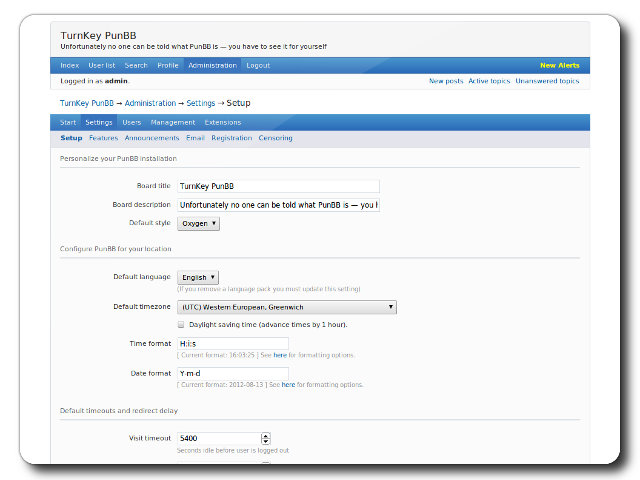 TurnKey PunBB
Unfortunately no one can be told what PunBB is — you have to see it for yourself
Index User list Search Profile Administration Logout New Alerts
Logged in as admin. New posts Active topics Unanswered topics
TurnKey PunBB → Administration → Settings → Setup
Start Settings Users Management Extensions
Setup Features Announcements Email Registration Censoring
Personalize your PunBB installation
Board title TurnKey PunBB
Board description Unfortunately no one can be told what PunBB is — you h
Default style Oxygen
Configure PunBB for your location
Default language English
(If you remove a language pack you must update this setting)
Default timezone (UTC) Western European, Greenwich
Daylight saving time (advance times by 1 hour).
Time format H:i:s
[ Current format: 16:03:25 ] See here for formatting options.
Date format Y-m-d
[ Current format: 2012-08-13 ] See here for formatting options.
Default timeouts and redirect delay
Visit timeout 5400
Seconds idle before user is logged out